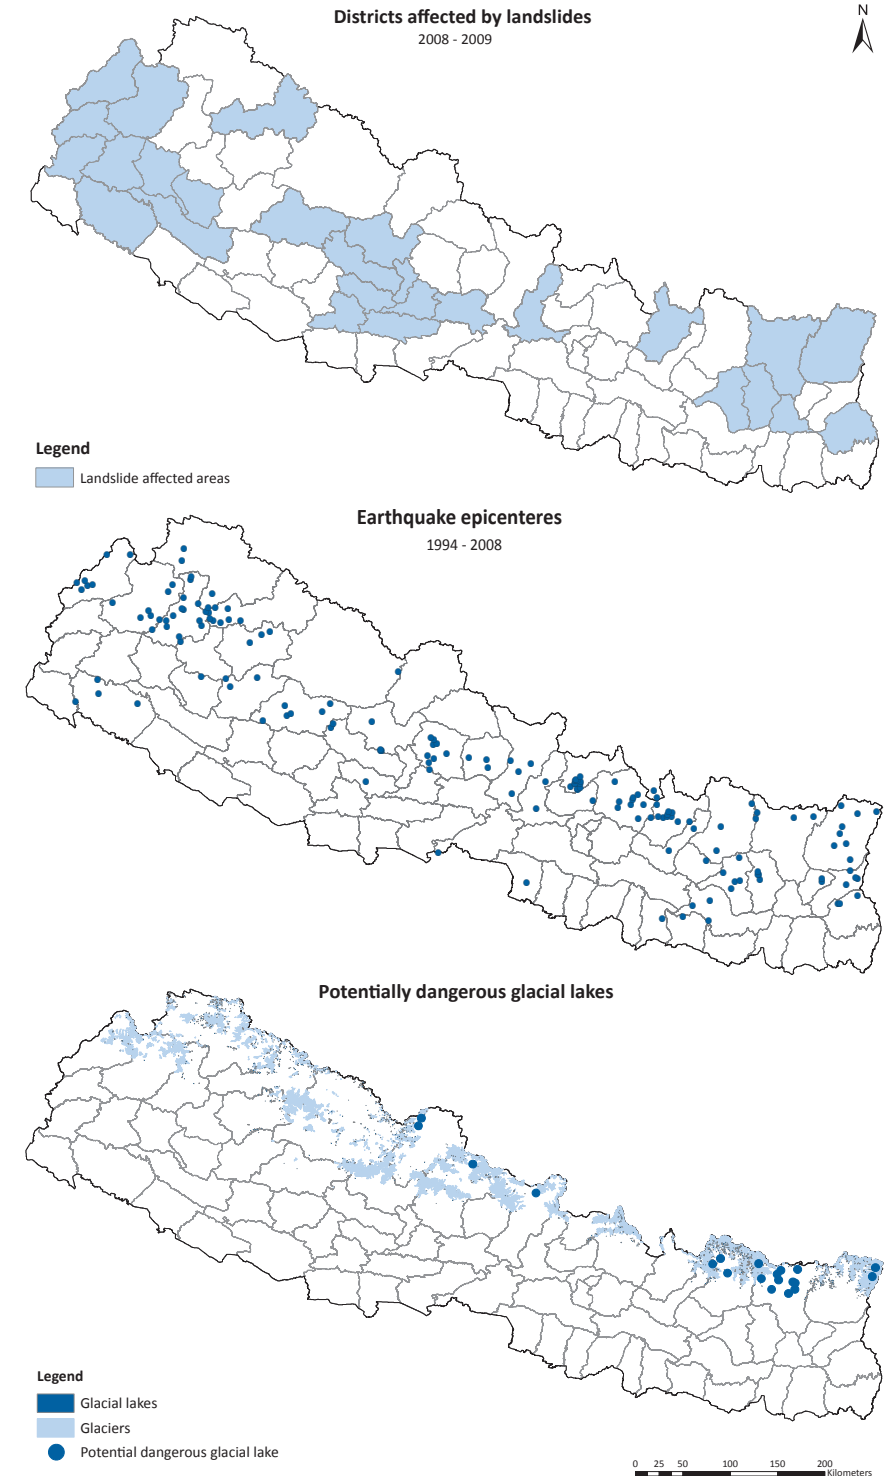 Districts affected by landslides
2008 - 2009
N
Legend
Landslide affected areas
Earthquake epicenteres
1994 - 2008
Potentially dangerous glacial lakes
Legend
Glacial lakes
Glaciers
Potential dangerous glacial lake
0 25 50 100 150 200
Kilometers